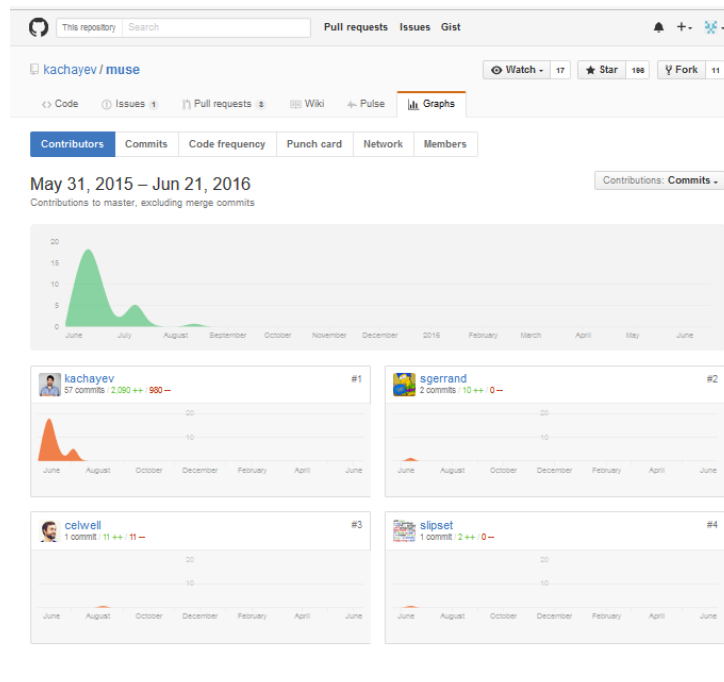 This repository Search Pull requests Issues Gist
kachayev / muse Watch 17 Star 198 Fork 11
Code Issues 1 Pull requests 3 Wiki Pulse Graphs
Contributors Commits Code frequency Punch card Network Members
May 31, 2015 – Jun 21, 2016 Contributions: Commits
Contributions to master, excluding merge commits
20
15
10
5
0
June July August September October November December 2016 February March April May June
kachayev #1
57 commits / 2,090 ++ / 980 --
20
10
June August October December February April June
sgerrand #2
2 commits / 10 ++ / 0 --
20
10
June August October December February April June
celwell #3
1 commit / 11 ++ / 11 --
20
10
June August October December February April June
slipset #4
1 commit / 2 ++ / 0 --
20
10
June August October December February April June